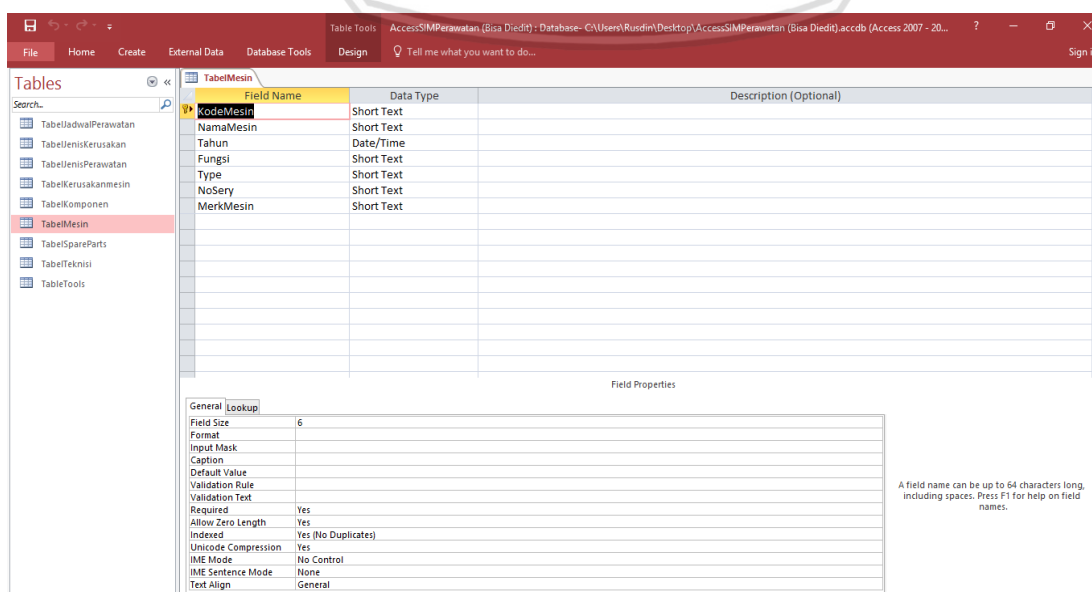 Table Tools AccessSIMPerawatan (Bisa Diedit) : Database- C:\Users\Rusdin\Desktop\AccessSIMPerawatan (Bisa Diedit).accdb (Access 2007 - 20... ?
File Home Create External Data Database Tools Design Tell me what you want to do... Sign i
Tables «
Search...
TabelJadwalPerawatan
TabelJenisKerusakan
TabelJenisPerawatan
TabelKerusakanmesin
TabelKomponen
TabelMesin
TabelSpareParts
TabelTeknisi
TableTools
TabelMesin
Field Name Data Type Description (Optional)
KodeMesin Short Text
NamaMesin Short Text
Tahun Date/Time
Fungsi Short Text
Type Short Text
NoSery Short Text
MerkMesin Short Text
Field Properties
General Lookup
Field Size 6
Format
Input Mask
Caption
Default Value
Validation Rule
Validation Text
Required Yes
Allow Zero Length Yes
Indexed Yes (No Duplicates)
Unicode Compression Yes
IME Mode No Control
IME Sentence Mode None
Text Align General
A field name can be up to 64 characters long,
including spaces. Press F1 for help on field
names.